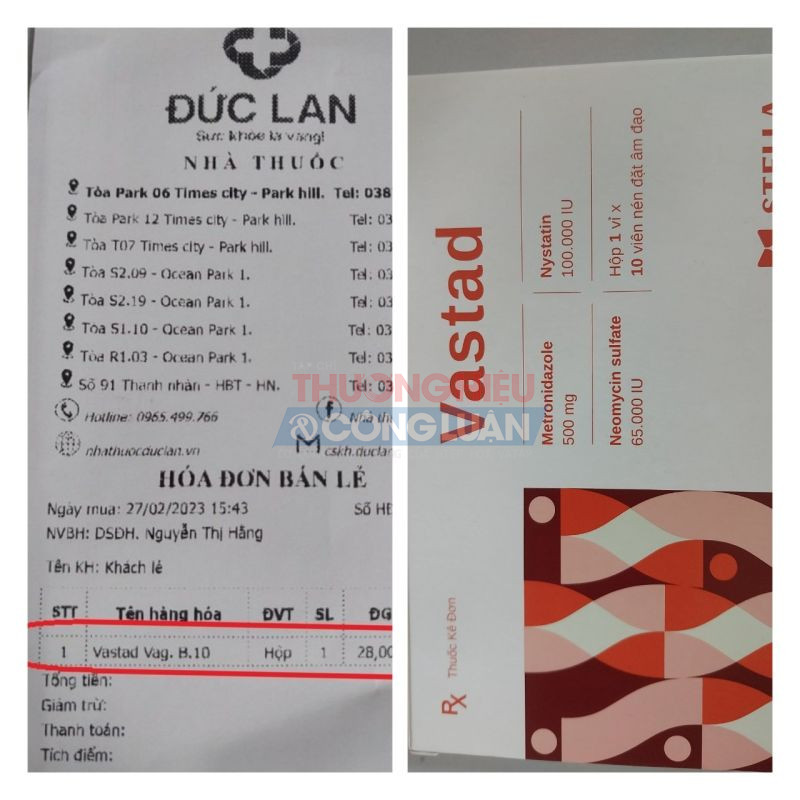 ĐỨC LAN
Sức khỏe là vàng!
NHÀ THUỐC
Tòa Park 06 Times city - Park hill. Tel: 038
Tòa Park 12 Times city - Park hill. Tel: 03
Tòa T07 Times city - Park hill. Tel: 03
Tòa S2.09 - Ocean Park 1. Tel: 03
Tòa S2.19 - Ocean Park 1. Tel: 03
Tòa S1.10 - Ocean Park 1. Tel: 03
Tòa R1.03 - Ocean Park 1. Tel: 03
Số 91 Thanh nhàn - HBT - HN. Tel: 03
Hotline: 0965.499.766 Nhà th
nhathuocduclan.vn cskh.duclan
HÓA ĐƠN BÁN LẺ
Ngày mua: 27/02/2023 15:43 Số HĐ
NVBH: DSĐH. Nguyễn Thị Hằng
Tên KH: Khách lẻ
STT Tên hàng hóa ĐVT SL ĐG
1 Vastad Vag. B.10 Hộp 1 28,00
Tổng tiền:
Giảm trừ:
Thanh toán:
Tích điểm:
THƯƠNG HIỆU
& CÔNG LUẬN
Vastad
Metronidazole
500 mg
Nystatin
100.000 IU
Neomycin sulfate
65.000 IU
Hộp 1 vỉ x
10 viên nén đặt âm đạo
STELLA
Rx Thuốc Kê Đơn